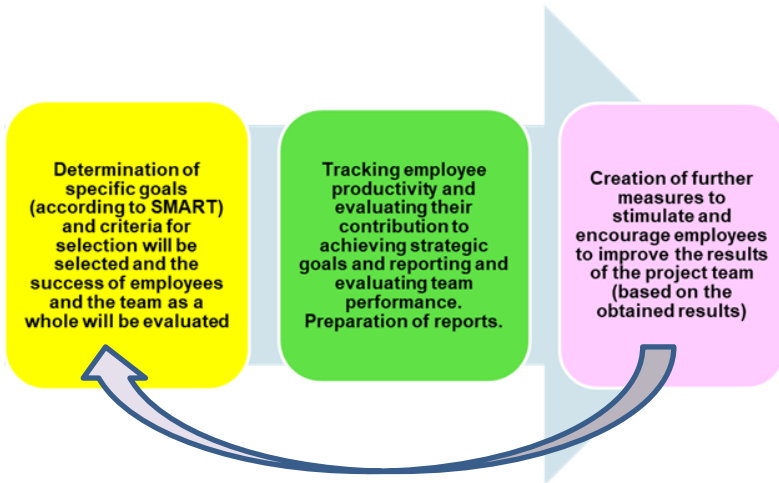 Determination of
specific goals
(according to SMART)
and criteria for
selection will be
selected and the
success of employees
and the team as a
whole will be evaluated
Tracking employee
productivity and
evaluating their
contribution to
achieving strategic
goals and reporting and
evaluating team
performance.
Preparation of reports.
Creation of further
measures to
stimulate and
encourage employees
to improve the results
of the project team
(based on the
obtained results)